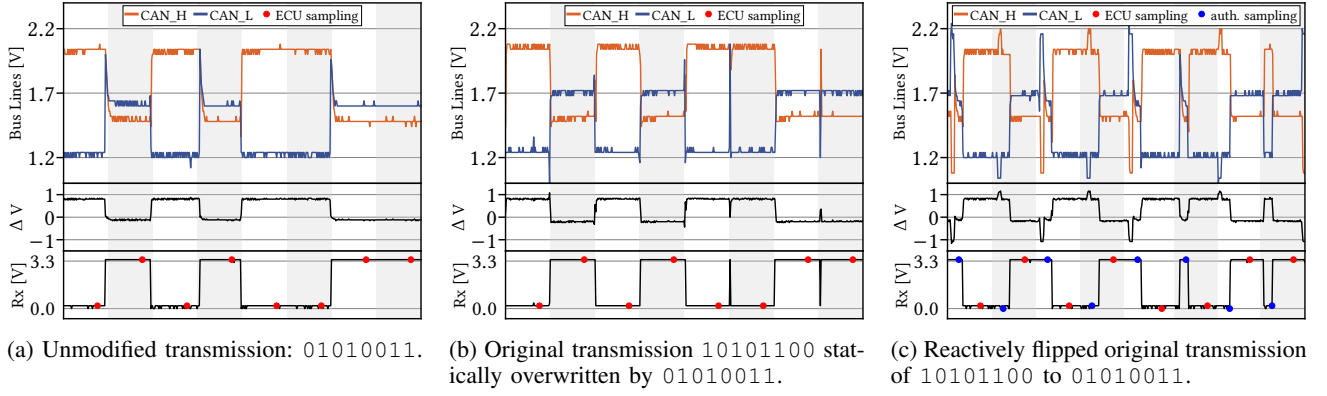 CAN_H CAN_L ECU sampling
2.2
1.7
1.2
Bus Lines [V]
1
0
−1
Δ V
3.3
0.0
Rx [V]
(a) Unmodified transmission: 01010011.
CAN_H CAN_L ECU sampling
2.2
1.7
1.2
Bus Lines [V]
1
0
−1
Δ V
3.3
0.0
Rx [V]
(b) Original transmission 10101100 stat-
ically overwritten by 01010011.
CAN_H CAN_L ECU sampling auth. sampling
2.2
1.7
1.2
Bus Lines [V]
1
0
−1
Δ V
3.3
0.0
Rx [V]
(c) Reactively flipped original transmission
of 10101100 to 01010011.